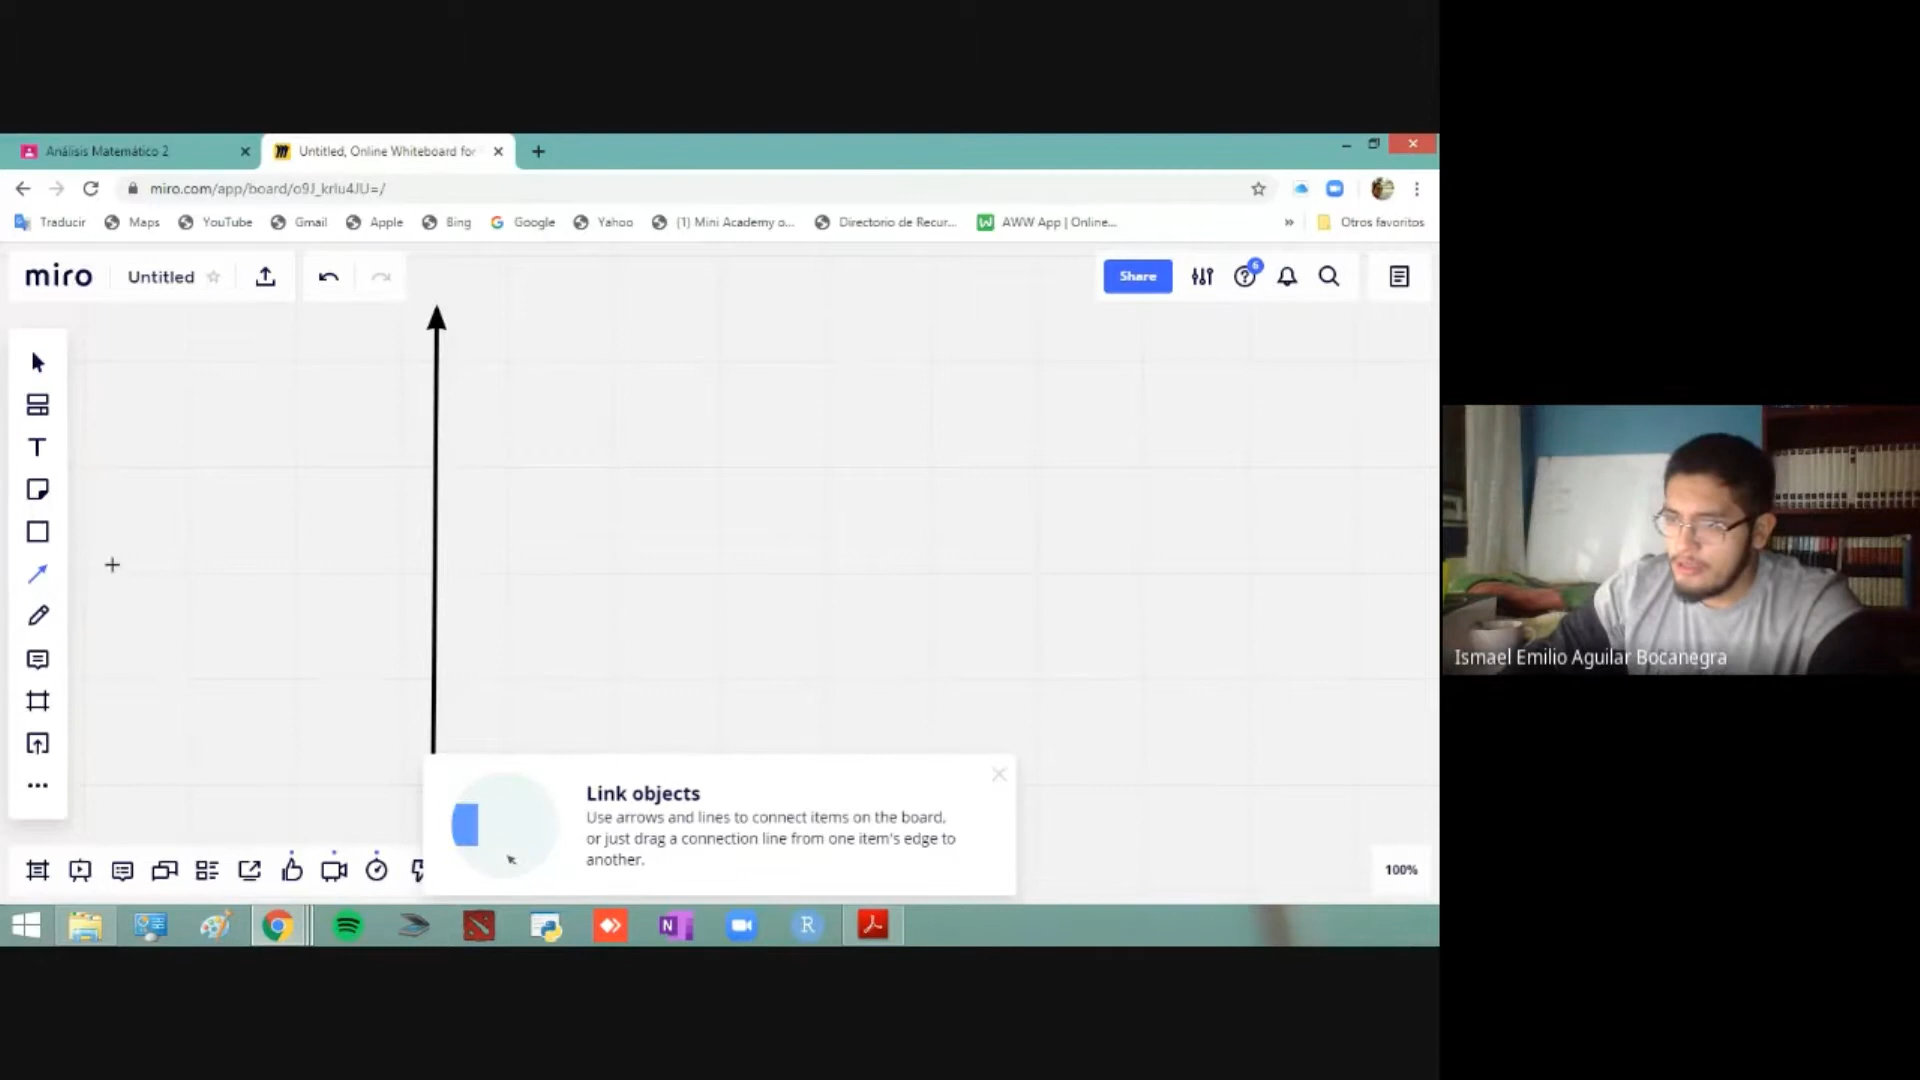 Análisis Matemático 2
Untitled, Online Whiteboard for
miro.com/app/board/o9J_krlu4JU=/
Traducir
Maps
YouTube
Gmail
Apple
Bing
Google
Yahoo
(1) Mini Academy o...
Directorio de Recur...
AWW App | Online...
»
Otros favoritos
miro
Untitled
Share
6
T
Link objects
Use arrows and lines to connect items on the board,
or just drag a connection line from one item's edge to
another.
100%
N
R
Ismael Emilio Aguilar Bocanegra